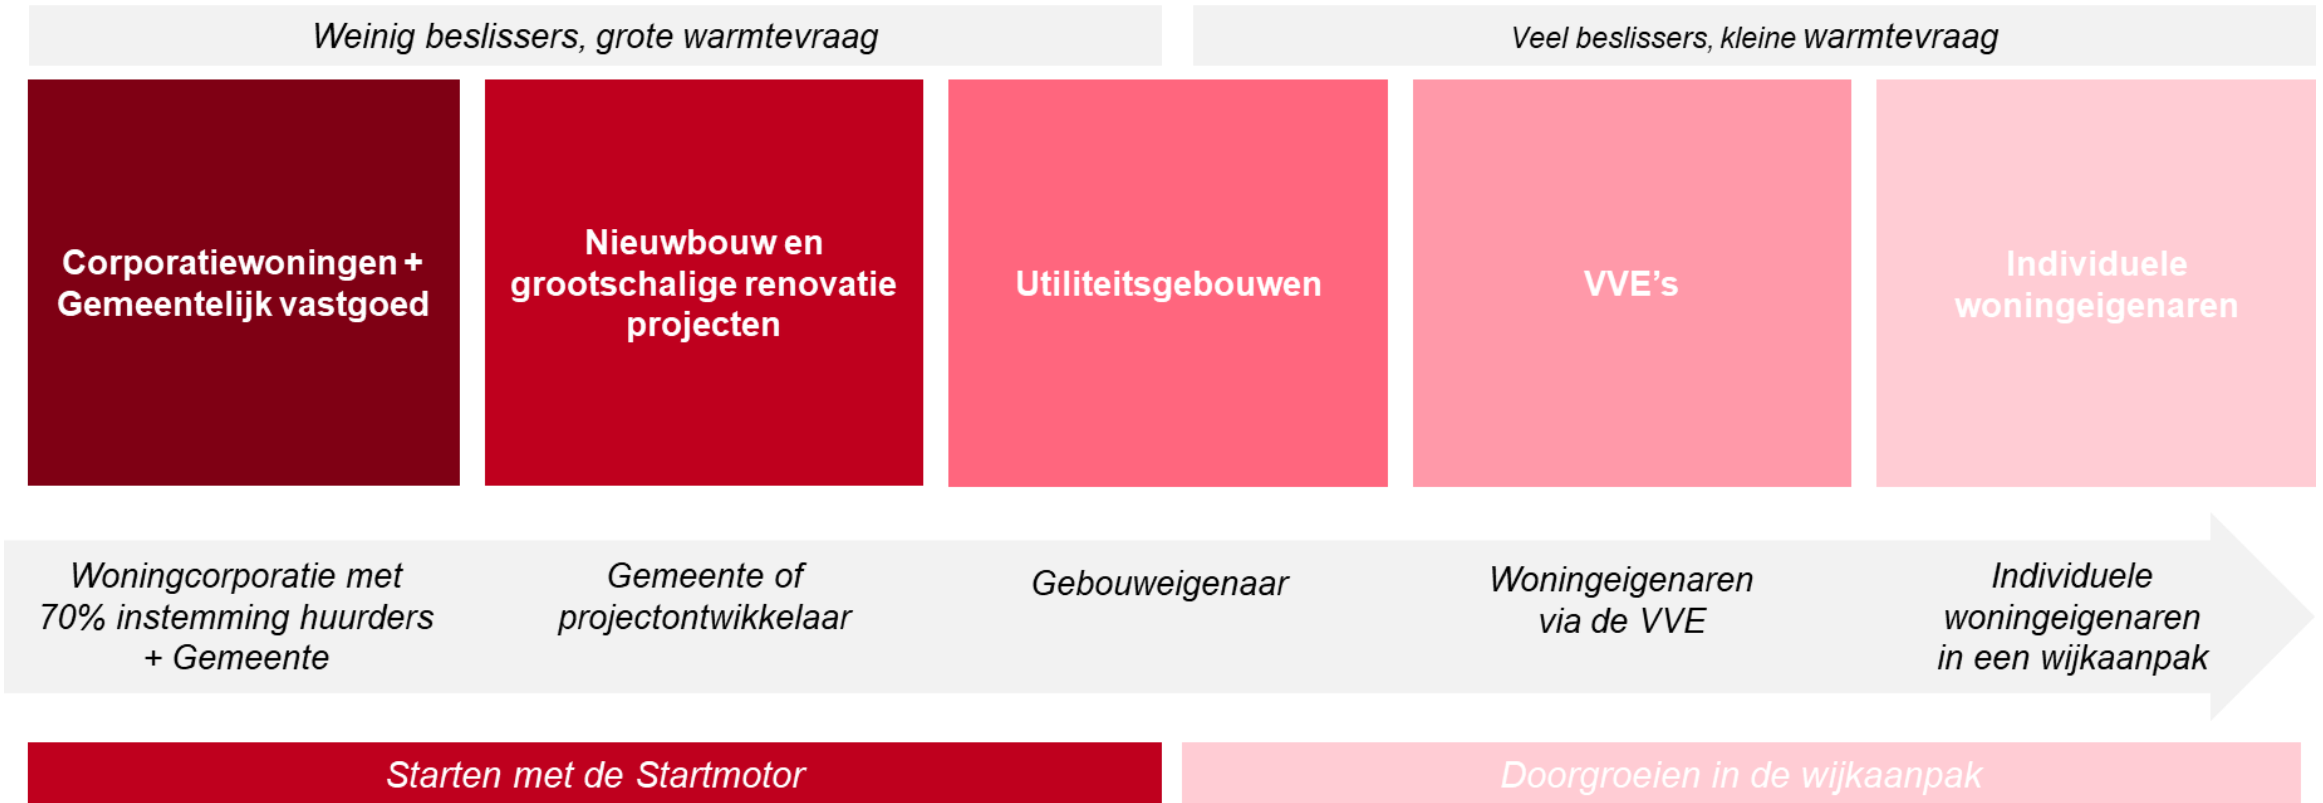 Weinig beslissers, grote warmtevraag
Veel beslissers, kleine warmtevraag
Corporatiewoningen +
Gemeentelijk vastgoed
Nieuwbouw en
grootschalige renovatie
projecten
Utiliteitsgebouwen
VVE's
Individuele
woningeigenaren
Woningcorporatie met
70% instemming huurders
+ Gemeente
Gemeente of
projectontwikkelaar
Gebouweigenaar
Woningeigenaren
via de VVE
Individuele
woningeigenaren
in een wijkaanpak
Starten met de Startmotor
Doorgroeien in de wijkaanpak